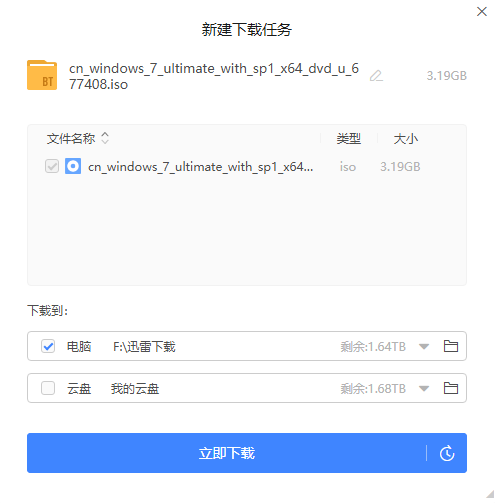 新建下载任务
cn_windows_7_ultimate_with_sp1_x64_dvd_u_6
77408.iso
3.19GB
BT
文件名称 类型 大小
cn_windows_7_ultimate_with_sp1_x64... iso 3.19GB
下载到：
电脑 F:\迅雷下载 剩余:1.64TB
云盘 我的云盘 剩余:1.68TB
立即下载